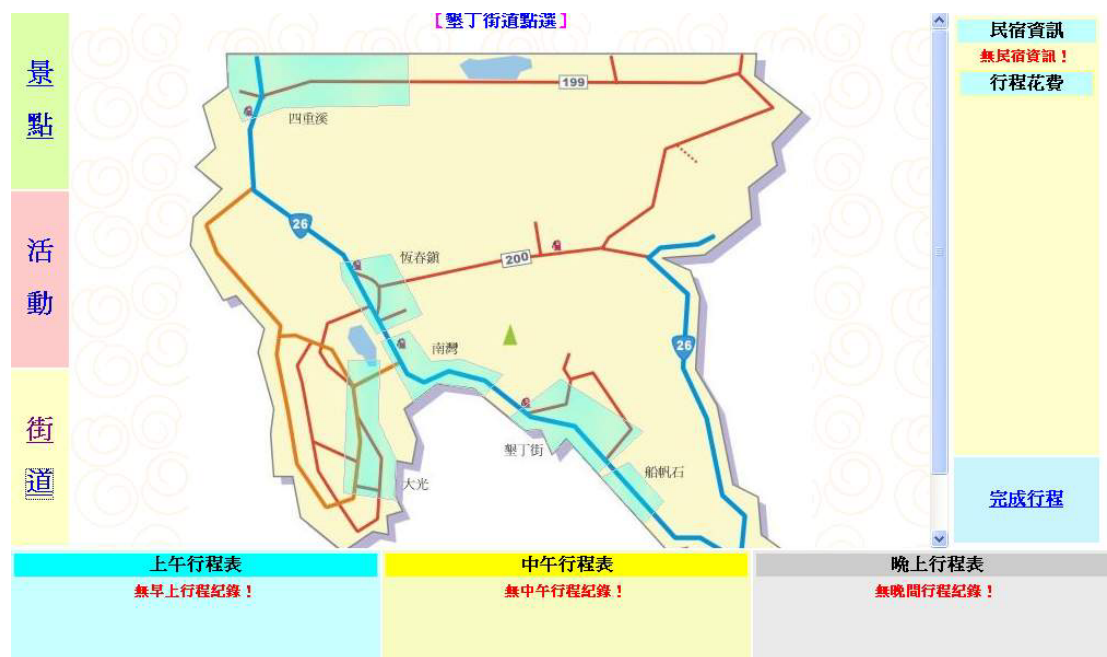 【墾丁街道點選】
景
點
活
動
街
道
199
四重溪
26
恆春鎮
200
南灣
26
墾丁街
船帆石
大光
民宿資訊
無民宿資訊！
行程花費
完成行程
上午行程表
無早上行程紀錄！
中午行程表
無中午行程紀錄！
晚上行程表
無晚間行程紀錄！